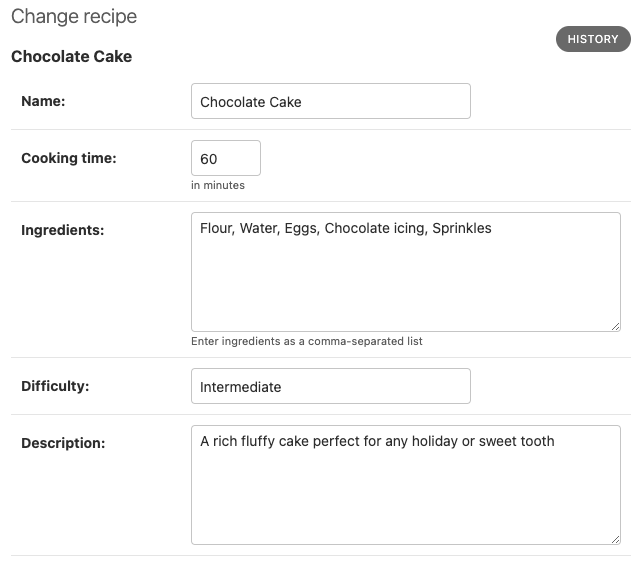 Change recipe
HISTORY
Chocolate Cake
Name:
Chocolate Cake
Cooking time:
60
in minutes
Ingredients:
Flour, Water, Eggs, Chocolate icing, Sprinkles
Enter ingredients as a comma-separated list
Difficulty:
Intermediate
Description:
A rich fluffy cake perfect for any holiday or sweet tooth